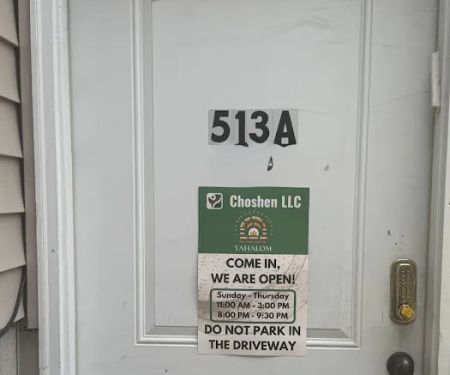 513A
Choshen LLC
YAHALOM
COME IN,
WE ARE OPEN!
Sunday - Thursday
11:00 AM - 3:00 PM
8:00 PM - 9:30 PM
DO NOT PARK IN
THE DRIVEWAY